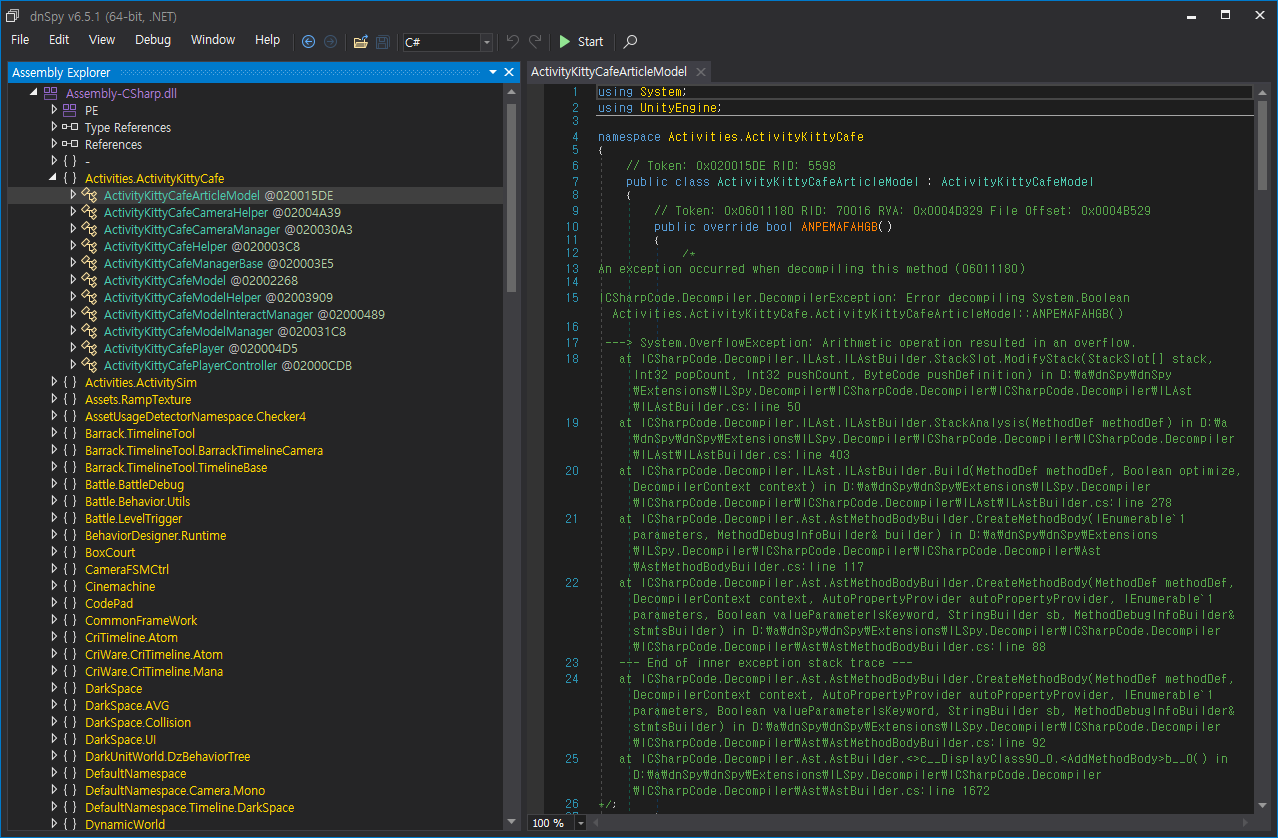 dnSpy v6.5.1 (64-bit, .NET)
File Edit View Debug Window Help C# Start
Assembly Explorer
Assembly-CSharp.dll
PE
Type References
References
{ } -
{ } Activities.ActivityKittyCafe
ActivityKittyCafeArticleModel @020015DE
ActivityKittyCafeCameraHelper @02004A39
ActivityKittyCafeCameraManager @020030A3
ActivityKittyCafeHelper @020003C8
ActivityKittyCafeManagerBase @020003E5
ActivityKittyCafeModel @02002268
ActivityKittyCafeModelHelper @02003909
ActivityKittyCafeModelInteractManager @02000489
ActivityKittyCafeModelManager @020031C8
ActivityKittyCafePlayer @020004D5
ActivityKittyCafePlayerController @02000CDB
{ } Activities.ActivitySim
{ } Assets.RampTexture
{ } AssetUsageDetectorNamespace.Checker4
{ } Barrack.TimelineTool
{ } Barrack.TimelineTool.BarrackTimelineCamera
{ } Barrack.TimelineTool.TimelineBase
{ } Battle.BattleDebug
{ } Battle.Behavior.Utils
{ } Battle.LevelTrigger
{ } BehaviorDesigner.Runtime
{ } BoxCourt
{ } CameraFSMCtrl
{ } Cinemachine
{ } CodePad
{ } CommonFrameWork
{ } CriTimeline.Atom
{ } CriWare.CriTimeline.Atom
{ } CriWare.CriTimeline.Mana
{ } DarkSpace
{ } DarkSpace.AVG
{ } DarkSpace.Collision
{ } DarkSpace.UI
{ } DarkUnitWorld.DzBehaviorTree
{ } DefaultNamespace
{ } DefaultNamespace.Camera.Mono
{ } DefaultNamespace.Timeline.DarkSpace
{ } DynamicWorld
ActivityKittyCafeArticleModel
1 using System;
2 using UnityEngine;
3
4 namespace Activities.ActivityKittyCafe
5 {
6 // Token: 0x020015DE RID: 5598
7 public class ActivityKittyCafeArticleModel : ActivityKittyCafeModel
8 {
9 // Token: 0x06011180 RID: 70016 RVA: 0x0004D329 File Offset: 0x0004B529
10 public override bool ANPEMAFAHGB()
11 {
12 /*
13 An exception occurred when decompiling this method (06011180)
14
15 ICSharpCode.Decompiler.DecompilerException: Error decompiling System.Boolean
Activities.ActivityKittyCafe.ActivityKittyCafeArticleModel::ANPEMAFAHGB()
16
17 ---> System.OverflowException: Arithmetic operation resulted in an overflow.
18 at ICSharpCode.Decompiler.ILAst.ILAstBuilder.StackSlot.ModifyStack(StackSlot[] stack,
Int32 popCount, Int32 pushCount, ByteCode pushDefinition) in D:₩a₩dnSpy₩dnSpy
₩Extensions₩ILSpy.Decompiler₩ICSharpCode.Decompiler₩ICSharpCode.Decompiler₩ILAst
₩ILAstBuilder.cs:line 50
19 at ICSharpCode.Decompiler.ILAst.ILAstBuilder.StackAnalysis(MethodDef methodDef) in D:₩a
₩dnSpy₩dnSpy₩Extensions₩ILSpy.Decompiler₩ICSharpCode.Decompiler₩ICSharpCode.Decompiler
₩ILAst₩ILAstBuilder.cs:line 403
20 at ICSharpCode.Decompiler.ILAst.ILAstBuilder.Build(MethodDef methodDef, Boolean optimize,
DecompilerContext context) in D:₩a₩dnSpy₩dnSpy₩Extensions₩ILSpy.Decompiler
₩ICSharpCode.Decompiler₩ICSharpCode.Decompiler₩ILAst₩ILAstBuilder.cs:line 278
21 at ICSharpCode.Decompiler.Ast.AstMethodBodyBuilder.CreateMethodBody(IEnumerable`1
parameters, MethodDebugInfoBuilder& builder) in D:₩a₩dnSpy₩dnSpy₩Extensions
₩ILSpy.Decompiler₩ICSharpCode.Decompiler₩ICSharpCode.Decompiler₩Ast
₩AstMethodBodyBuilder.cs:line 117
22 at ICSharpCode.Decompiler.Ast.AstMethodBodyBuilder.CreateMethodBody(MethodDef methodDef,
DecompilerContext context, AutoPropertyProvider autoPropertyProvider, IEnumerable`1
parameters, Boolean valueParameterIsKeyword, StringBuilder sb, MethodDebugInfoBuilder&
stmtsBuilder) in D:₩a₩dnSpy₩dnSpy₩Extensions₩ILSpy.Decompiler₩ICSharpCode.Decompiler
₩ICSharpCode.Decompiler₩Ast₩AstMethodBodyBuilder.cs:line 88
23 --- End of inner exception stack trace ---
24 at ICSharpCode.Decompiler.Ast.AstMethodBodyBuilder.CreateMethodBody(MethodDef methodDef,
DecompilerContext context, AutoPropertyProvider autoPropertyProvider, IEnumerable`1
parameters, Boolean valueParameterIsKeyword, StringBuilder sb, MethodDebugInfoBuilder&
stmtsBuilder) in D:₩a₩dnSpy₩dnSpy₩Extensions₩ILSpy.Decompiler₩ICSharpCode.Decompiler
₩ICSharpCode.Decompiler₩Ast₩AstMethodBodyBuilder.cs:line 92
25 at ICSharpCode.Decompiler.Ast.AstBuilder.<>c__DisplayClass90_0.<AddMethodBody>b__0() in
D:₩a₩dnSpy₩dnSpy₩Extensions₩ILSpy.Decompiler₩ICSharpCode.Decompiler
₩ICSharpCode.Decompiler₩Ast₩AstBuilder.cs:line 1672
26 */;
100 %